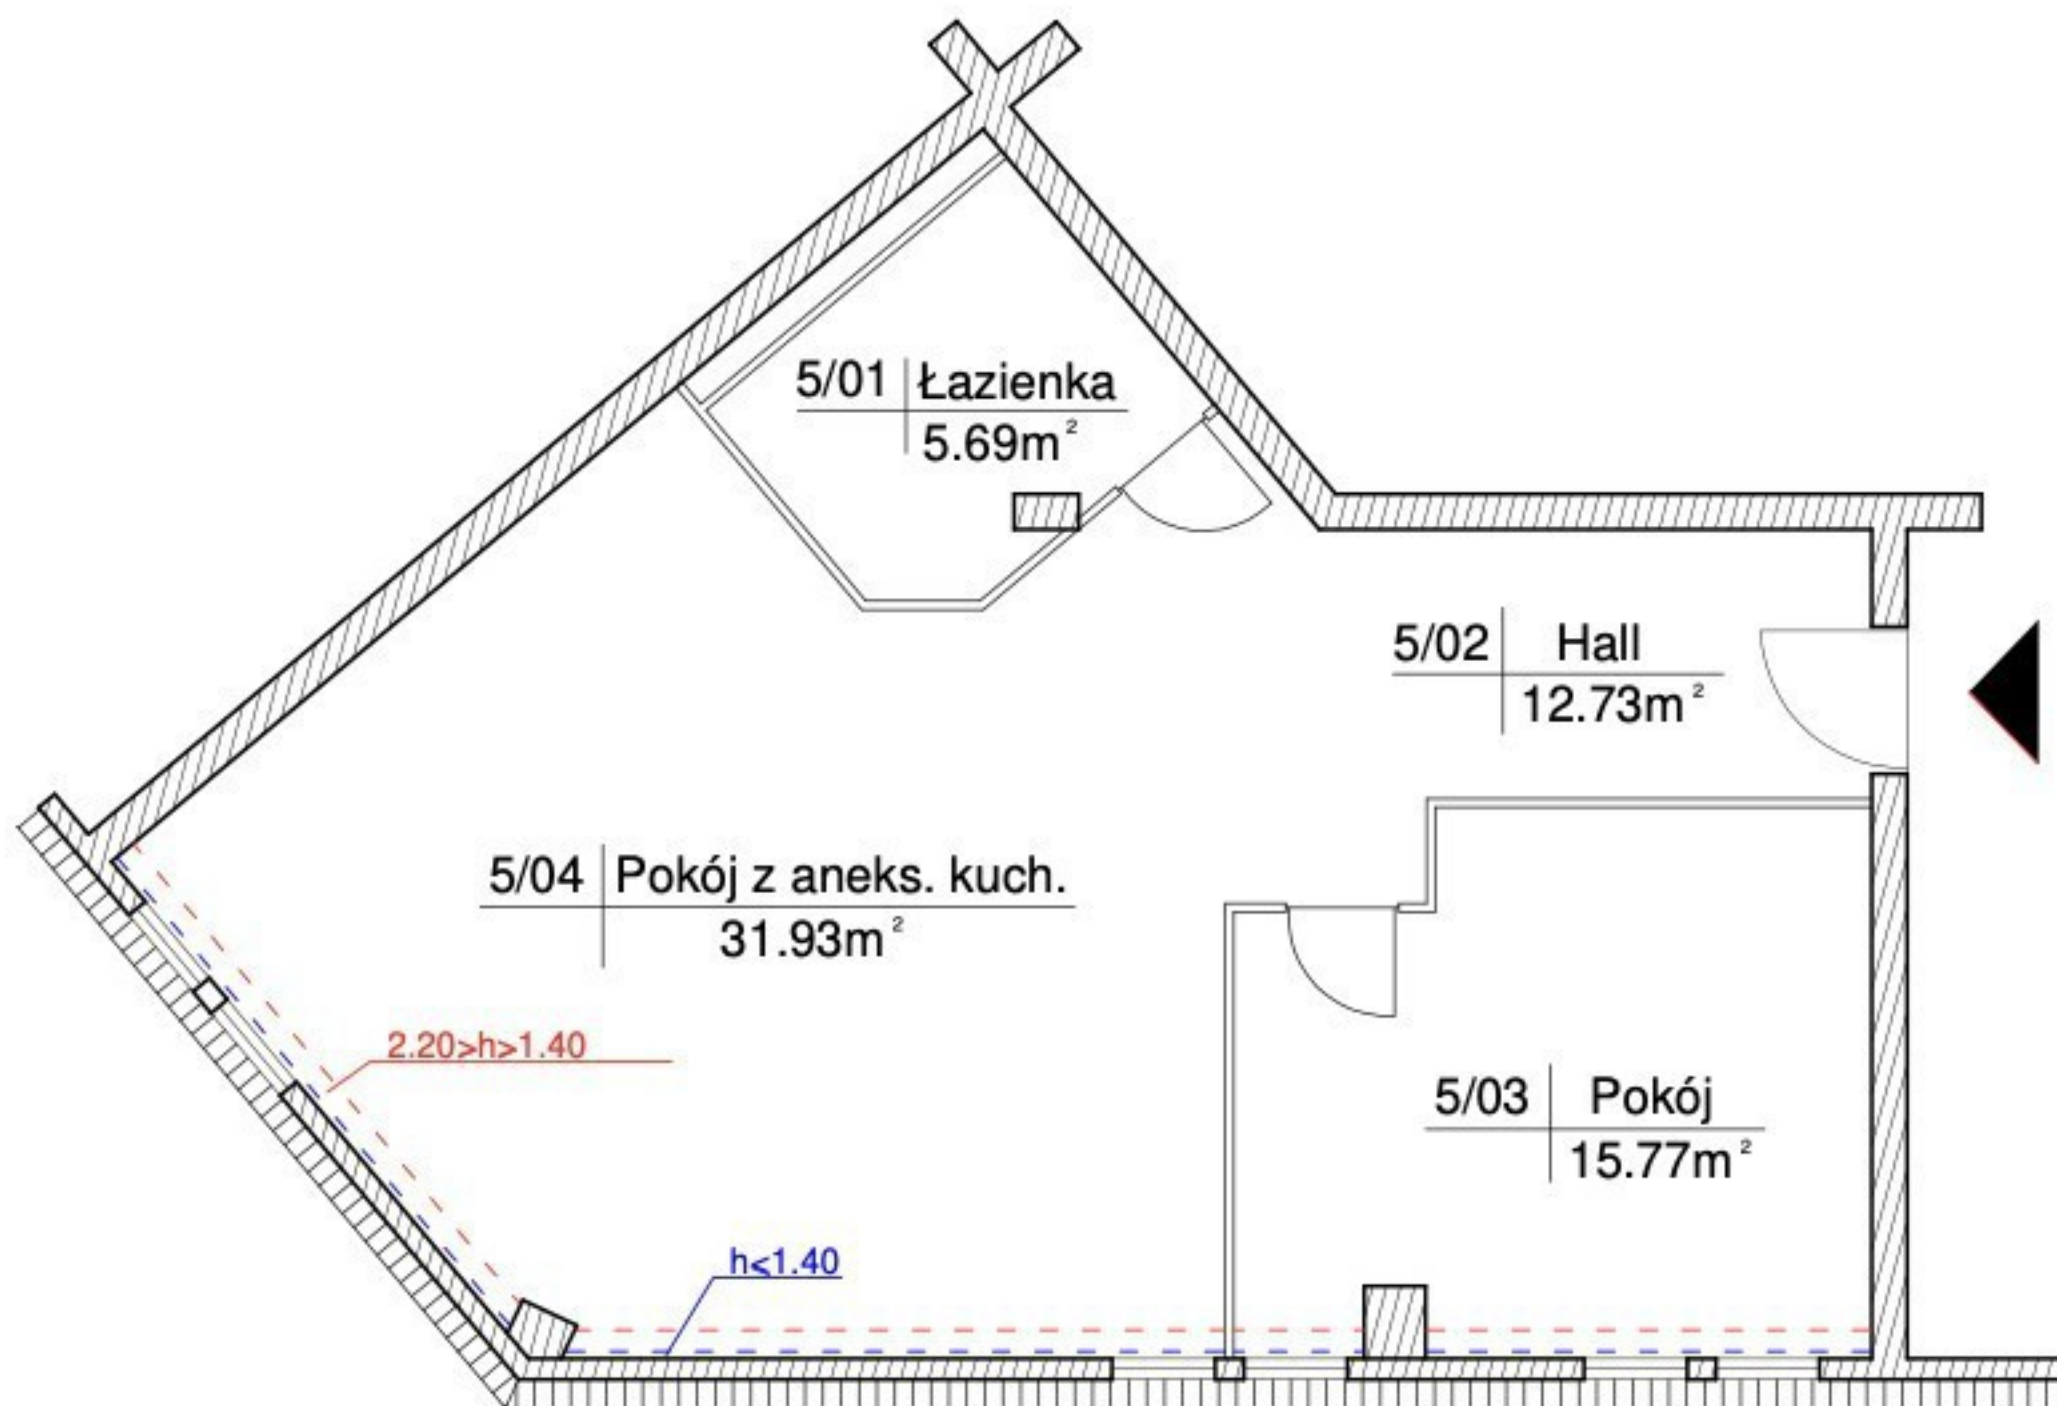 5/01 Łazienka
5.69m²
5/02 Hall
12.73m²
5/04 Pokój z aneks. kuch.
31.93m²
2.20>h>1.40
5/03 Pokój
15.77m²
h<1.40